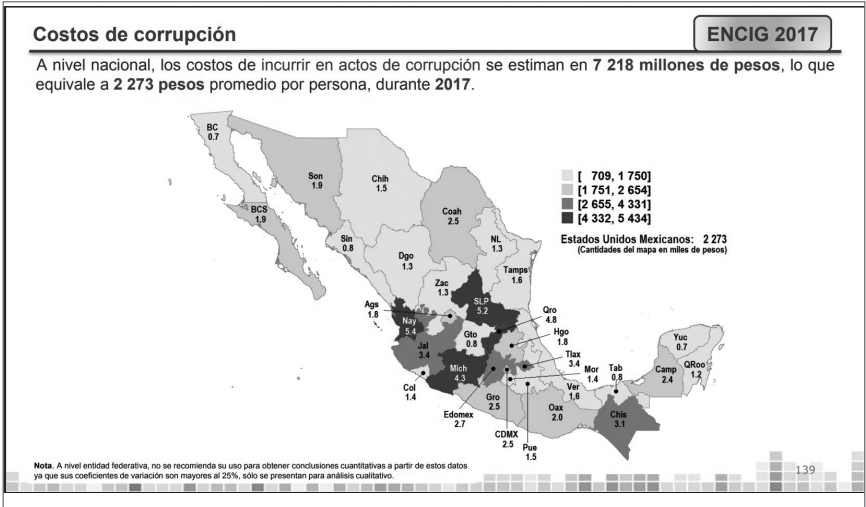 Costos de corrupción
ENCIG 2017
A nivel nacional, los costos de incurrir en actos de corrupción se estiman en 7 218 millones de pesos, lo que
equivale a 2 273 pesos promedio por persona, durante 2017.
BC
0.7
Son
1.9
Chih
1.5
[ 709, 1 750]
[1 751, 2 654]
[2 655, 4 331]
[4 332, 5 434]
BCS
1.9
Coah
2.5
Sin
0.8
NL
1.3
Estados Unidos Mexicanos: 2 273
(Cantidades del mapa en miles de pesos)
Dgo
1.3
Tamps
1.6
Zac
1.3
SLP
5.2
Ags
1.8
Qro
4.8
Nay
5.4
Gto
0.8
Hgo
1.8
Yuc
0.7
Jal
3.4
Tlax
3.4
Mich
4.3
Mor
1.4
Tab
0.8
Camp
2.4
QRoo
1.2
Col
1.4
Ver
1.6
Gro
2.5
Oax
2.0
Chis
3.1
Edomex
2.7
CDMX
2.5
Pue
1.5
Nota. A nivel entidad federativa, no se recomienda su uso para obtener conclusiones cuantitativas a partir de estos datos
ya que sus coeficientes de variación son mayores al 25%, sólo se presentan para análisis cualitativo.
139